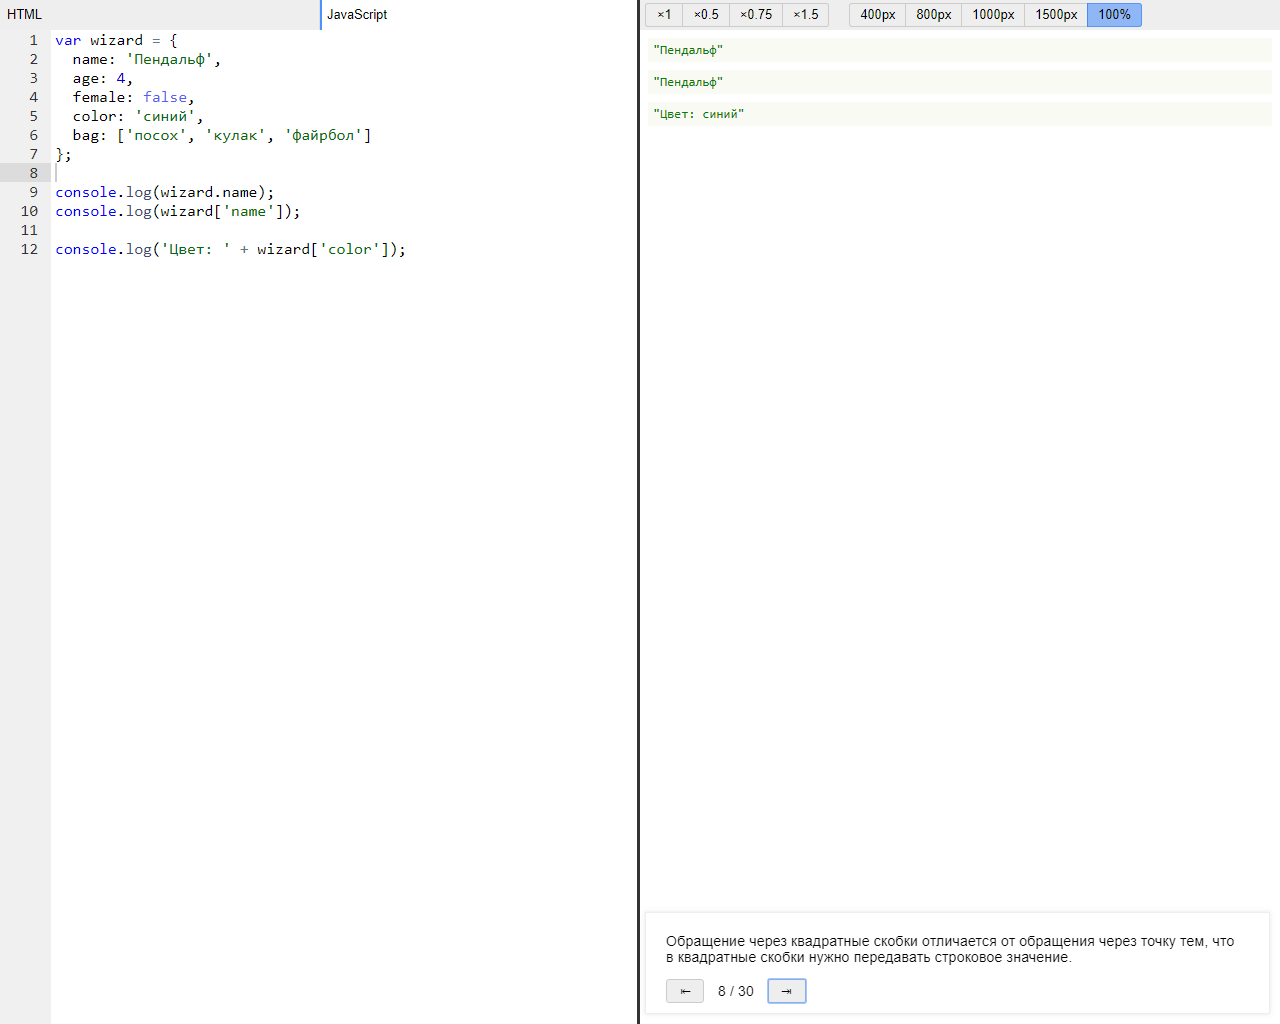 HTML
JavaScript
×1 ×0.5 ×0.75 ×1.5 400px 800px 1000px 1500px 100%
1 var wizard = {
2   name: 'Пендальф',
3   age: 4,
4   female: false,
5   color: 'синий',
6   bag: ['посох', 'кулак', 'файрбол']
7 };
8
9 console.log(wizard.name);
10 console.log(wizard['name']);
11
12 console.log('Цвет: ' + wizard['color']);
"Пендальф"
"Пендальф"
"Цвет: синий"
Обращение через квадратные скобки отличается от обращения через точку тем, что
в квадратные скобки нужно передавать строковое значение.
⇤ 8 / 30 ⇥